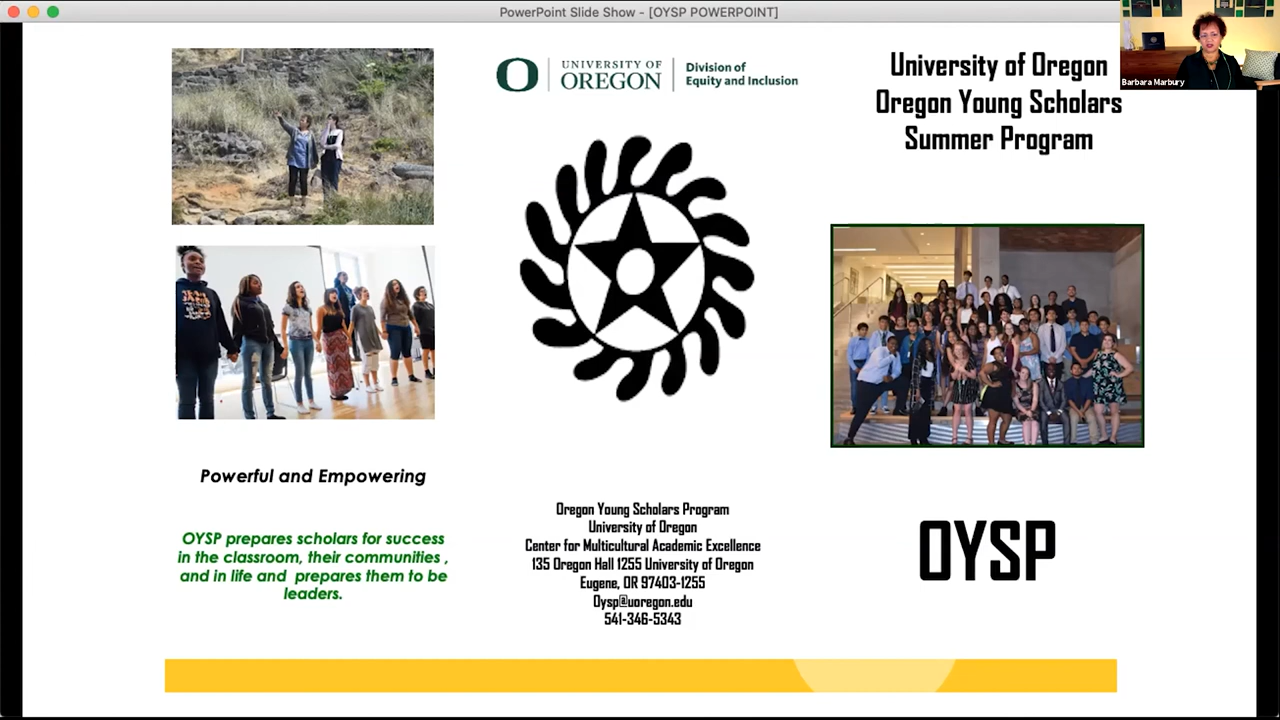 PowerPoint Slide Show - [OYSP POWERPOINT]
Barbara Marbury
UNIVERSITY OF
OREGON
Division of
Equity and Inclusion
University of Oregon
Oregon Young Scholars
Summer Program
Powerful and Empowering
OYSP prepares scholars for success
in the classroom, their communities ,
and in life and prepares them to be
leaders.
Oregon Young Scholars Program
University of Oregon
Center for Multicultural Academic Excellence
135 Oregon Hall 1255 University of Oregon
Eugene, OR 97403-1255
Oysp@uoregon.edu
541-346-5343
OYSP